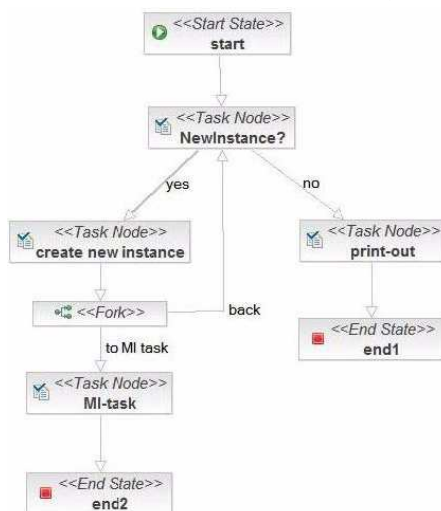 <<Start State>>
start
<<Task Node>>
NewInstance?
yes
no
<<Task Node>>
create new instance
<<Task Node>>
print-out
<<Fork>>
back
to MI task
<<End State>>
end1
<<Task Node>>
MI-task
<<End State>>
end2